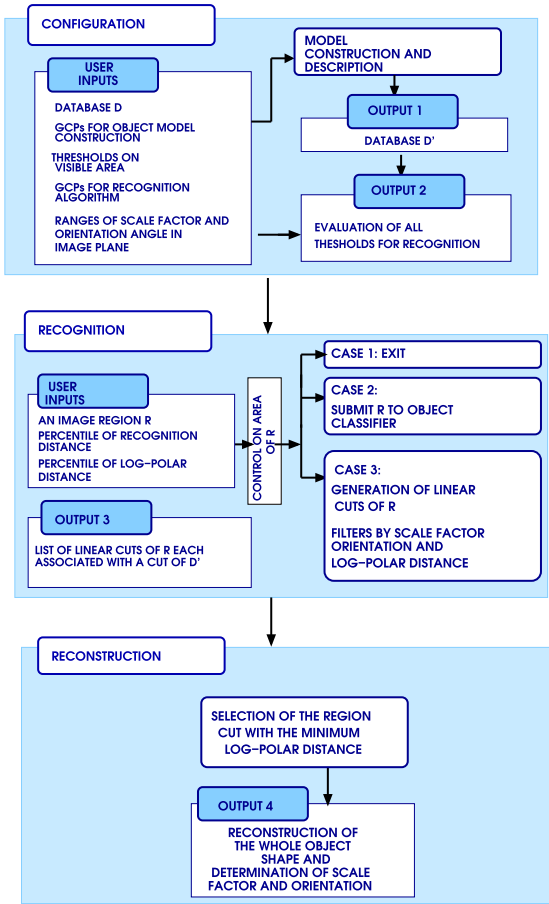 CONFIGURATION
USER
INPUTS
DATABASE D
GCPs FOR OBJECT MODEL
CONSTRUCTION
THRESHOLDS ON
VISIBLE AREA
GCPs FOR RECOGNITION
ALGORITHM
RANGES OF SCALE FACTOR AND
ORIENTATION ANGLE IN
IMAGE PLANE
MODEL
CONSTRUCTION AND
DESCRIPTION
OUTPUT 1
DATABASE D'
OUTPUT 2
EVALUATION OF ALL
THESHOLDS FOR RECOGNITION
RECOGNITION
USER
INPUTS
AN IMAGE REGION R
PERCENTILE OF RECOGNITION
DISTANCE
PERCENTILE OF LOG−POLAR
DISTANCE
OUTPUT 3
LIST OF LINEAR CUTS OF R EACH
ASSOCIATED WITH A CUT OF D'
CONTROL ON AREA
OF R
CASE 1: EXIT
CASE 2:
SUBMIT R TO OBJECT
CLASSIFIER
CASE 3:
GENERATION OF LINEAR
CUTS OF R
FILTERS BY SCALE FACTOR
ORIENTATION AND
LOG−POLAR DISTANCE
RECONSTRUCTION
SELECTION OF THE REGION
CUT WITH THE MINIMUM
LOG−POLAR DISTANCE
OUTPUT 4
RECONSTRUCTION OF
THE WHOLE OBJECT
SHAPE AND
DETERMINATION OF SCALE
FACTOR AND ORIENTATION